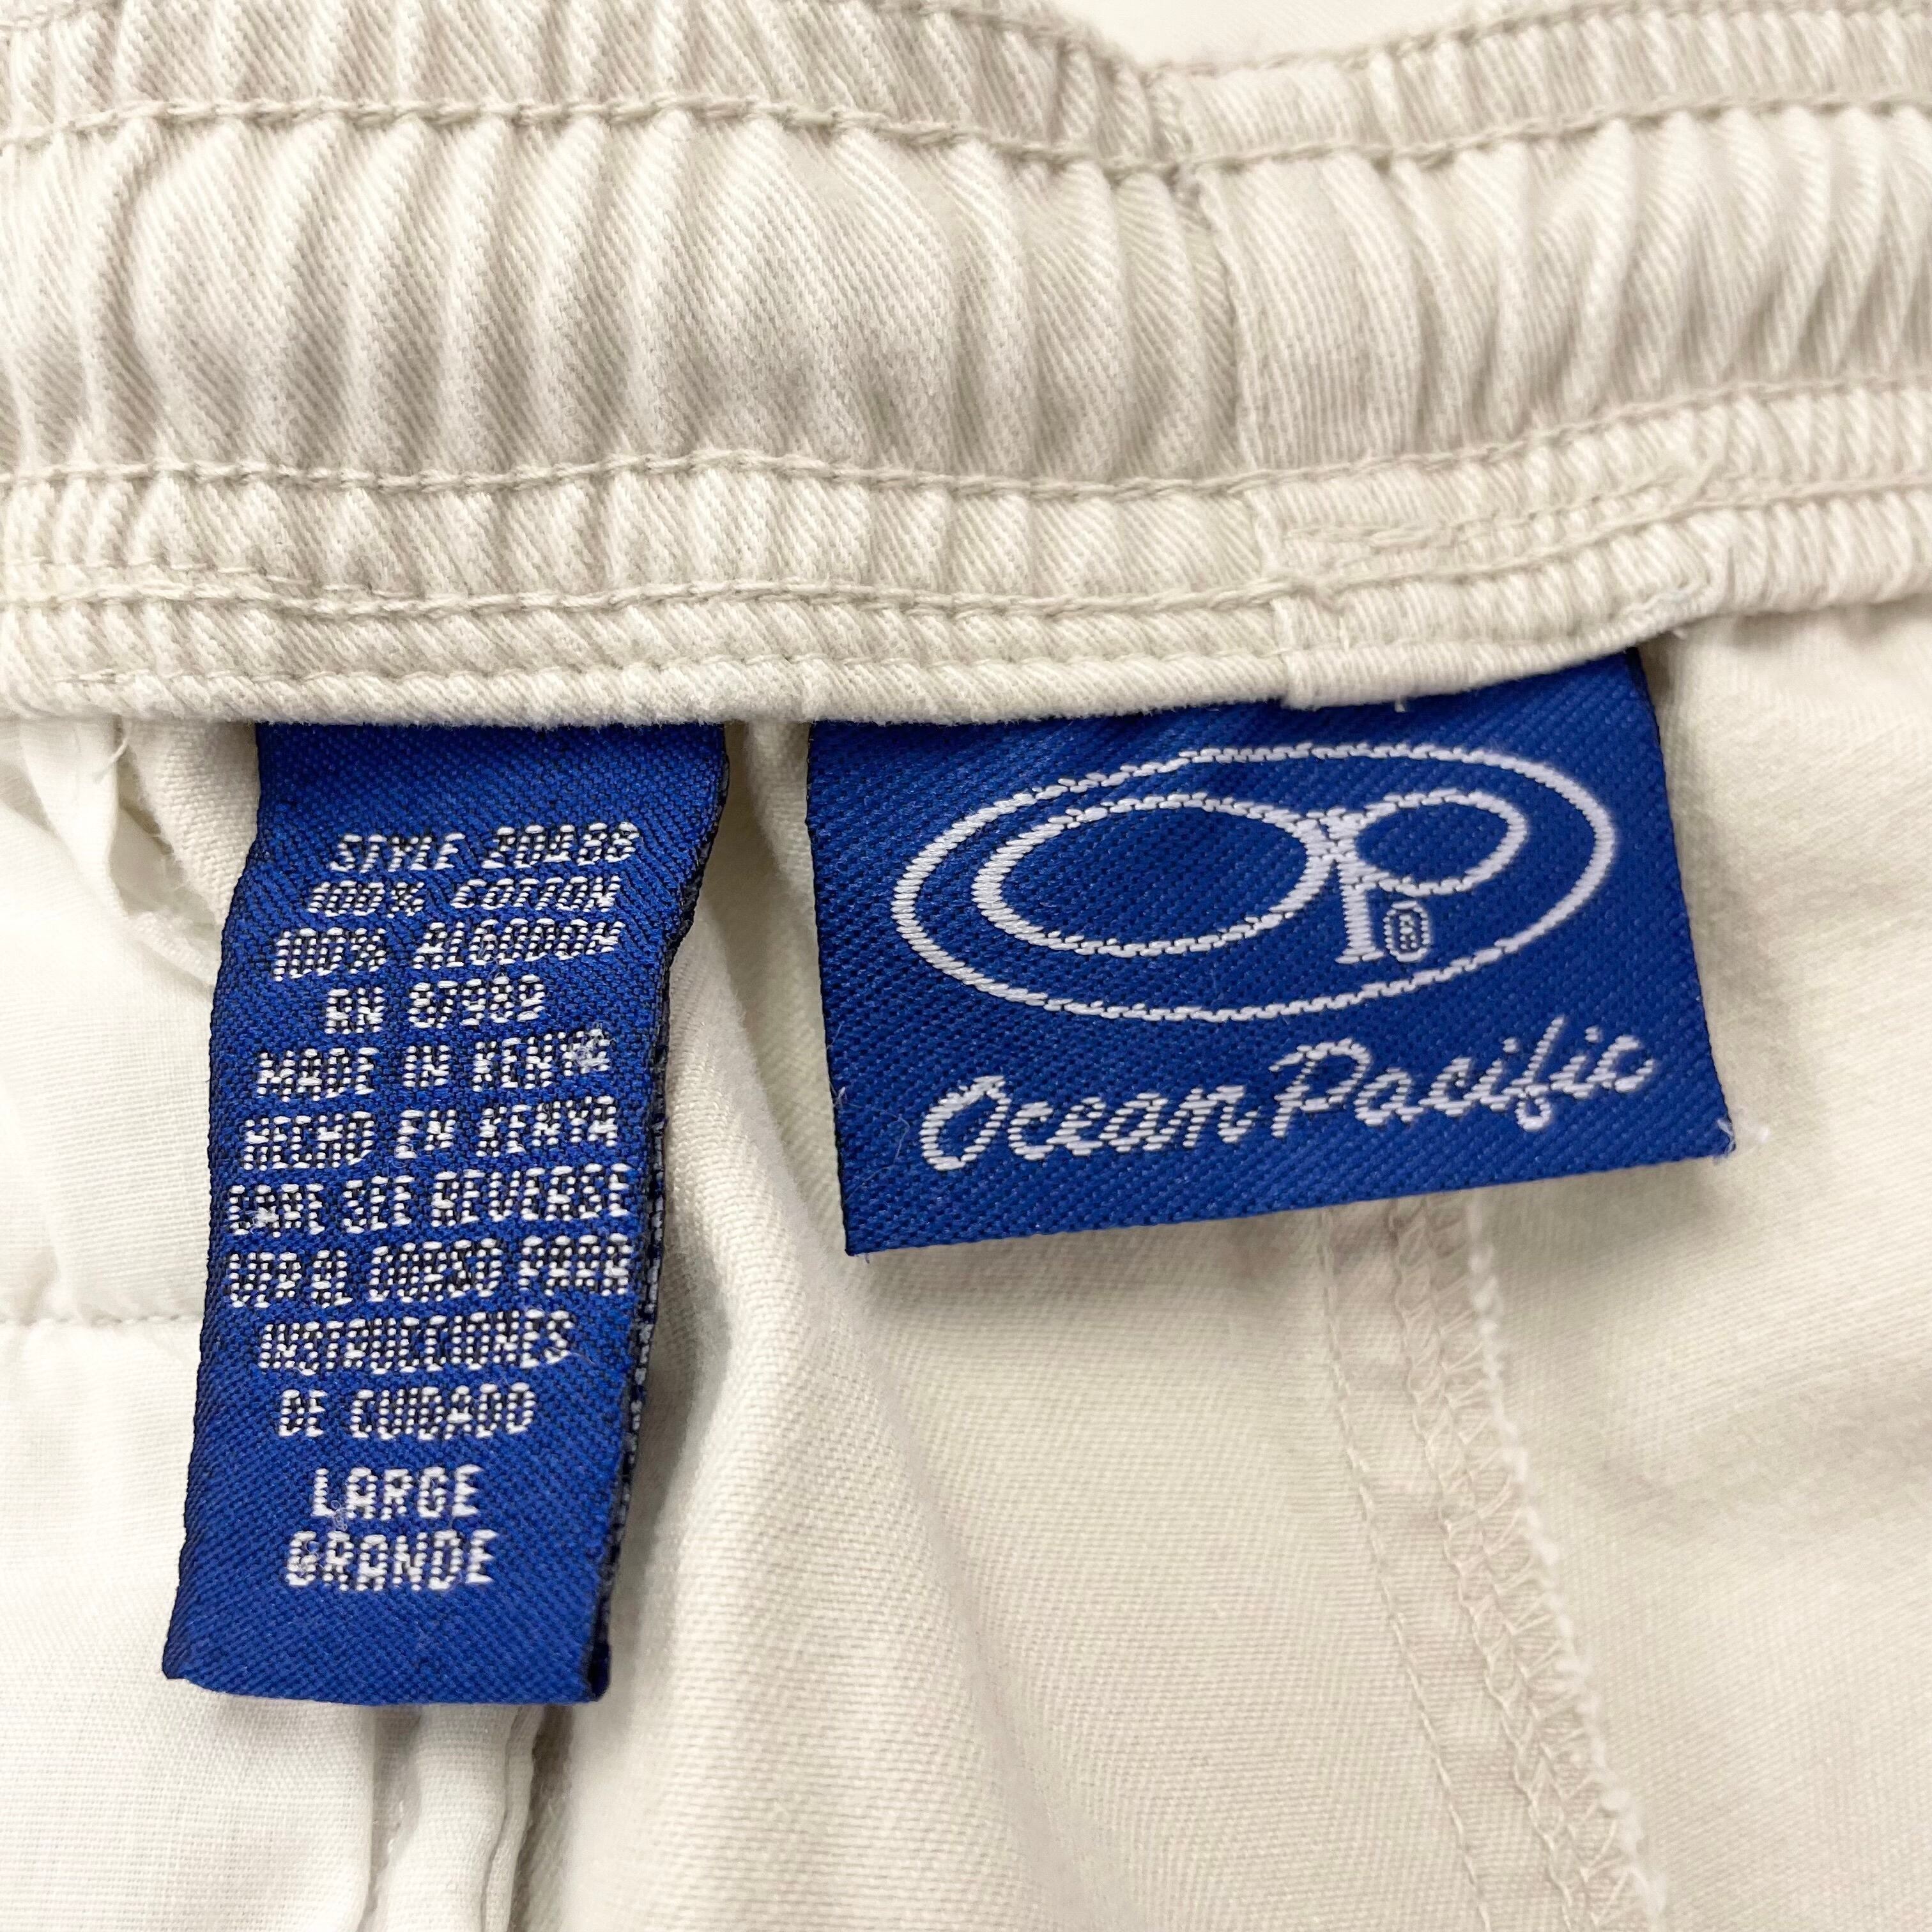 STYLE 20488
100% COTTON
100% ALGODON
RN 87989
MADE IN KENYA
HECHO EN KENYA
CARE SEE REVERSE
VER AL DORSO PARA
INSTRUCCIONES
DE CUIDADO
LARGE
GRANDE
Op®
Ocean Pacific